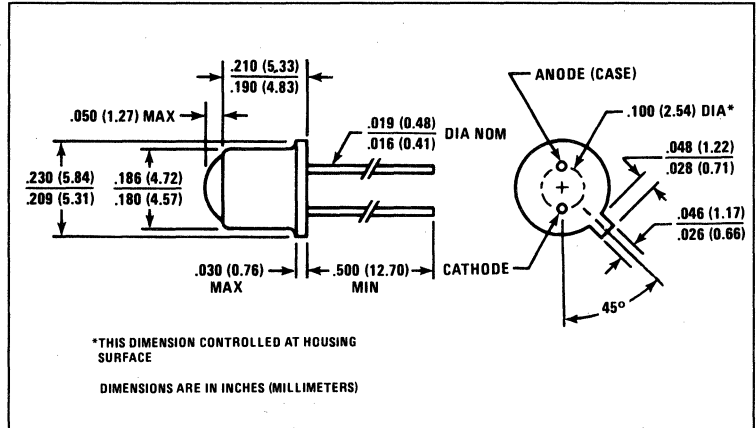 .210 (5.33)
.190 (4.83)
.050 (1.27) MAX
.019 (0.48)
.016 (0.41)
DIA NOM
.230 (5.84)
.209 (5.31)
.186 (4.72)
.180 (4.57)
.030 (0.76)
MAX
.500 (12.70)
MIN
ANODE (CASE)
.100 (2.54) DIA*
.048 (1.22)
.028 (0.71)
.046 (1.17)
.026 (0.66)
CATHODE
45°
*THIS DIMENSION CONTROLLED AT HOUSING
SURFACE
DIMENSIONS ARE IN INCHES (MILLIMETERS)